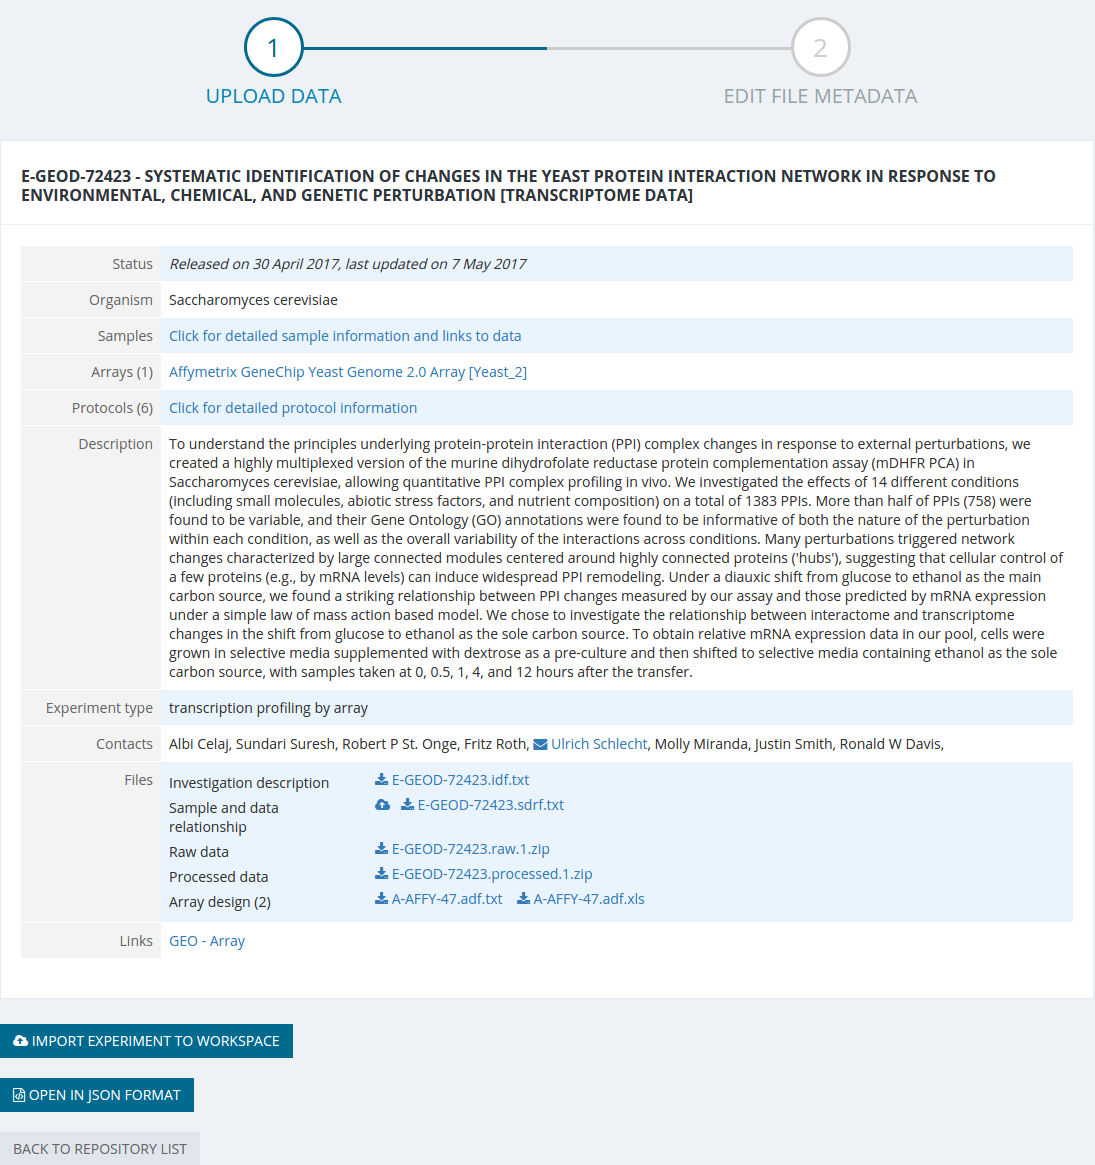 1
2
UPLOAD DATA
EDIT FILE METADATA
E-GEOD-72423 - SYSTEMATIC IDENTIFICATION OF CHANGES IN THE YEAST PROTEIN INTERACTION NETWORK IN RESPONSE TO
ENVIRONMENTAL, CHEMICAL, AND GENETIC PERTURBATION [TRANSCRIPTOME DATA]
Status Released on 30 April 2017, last updated on 7 May 2017
Organism Saccharomyces cerevisiae
Samples Click for detailed sample information and links to data
Arrays (1) Affymetrix GeneChip Yeast Genome 2.0 Array [Yeast_2]
Protocols (6) Click for detailed protocol information
Description To understand the principles underlying protein-protein interaction (PPI) complex changes in response to external perturbations, we
created a highly multiplexed version of the murine dihydrofolate reductase protein complementation assay (mDHFR PCA) in
Saccharomyces cerevisiae, allowing quantitative PPI complex profiling in vivo. We investigated the effects of 14 different conditions
(including small molecules, abiotic stress factors, and nutrient composition) on a total of 1383 PPIs. More than half of PPIs (758) were
found to be variable, and their Gene Ontology (GO) annotations were found to be informative of both the nature of the perturbation
within each condition, as well as the overall variability of the interactions across conditions. Many perturbations triggered network
changes characterized by large connected modules centered around highly connected proteins ('hubs'), suggesting that cellular control of
a few proteins (e.g., by mRNA levels) can induce widespread PPI remodeling. Under a diauxic shift from glucose to ethanol as the main
carbon source, we found a striking relationship between PPI changes measured by our assay and those predicted by mRNA expression
under a simple law of mass action based model. We chose to investigate the relationship between interactome and transcriptome
changes in the shift from glucose to ethanol as the sole carbon source. To obtain relative mRNA expression data in our pool, cells were
grown in selective media supplemented with dextrose as a pre-culture and then shifted to selective media containing ethanol as the sole
carbon source, with samples taken at 0, 0.5, 1, 4, and 12 hours after the transfer.
Experiment type transcription profiling by array
Contacts Albi Celaj, Sundari Suresh, Robert P St. Onge, Fritz Roth, Ulrich Schlecht, Molly Miranda, Justin Smith, Ronald W Davis,
Files Investigation description E-GEOD-72423.idf.txt
Sample and data E-GEOD-72423.sdrf.txt
relationship
Raw data E-GEOD-72423.raw.1.zip
Processed data E-GEOD-72423.processed.1.zip
Array design (2) A-AFFY-47.adf.txt A-AFFY-47.adf.xls
Links GEO - Array
IMPORT EXPERIMENT TO WORKSPACE
OPEN IN JSON FORMAT
BACK TO REPOSITORY LIST